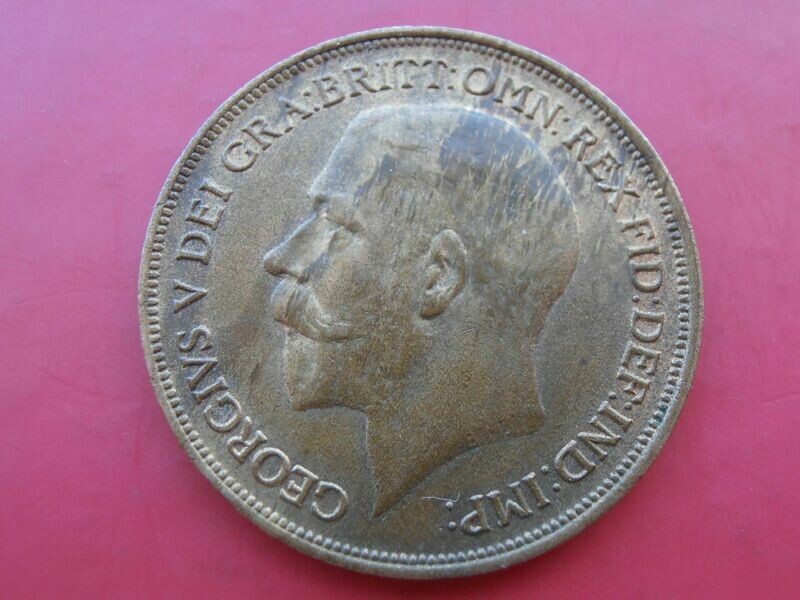 GEORGIVS V DEI GRA:BRITT:OMN:REX FID:DEF:IND:IMP: